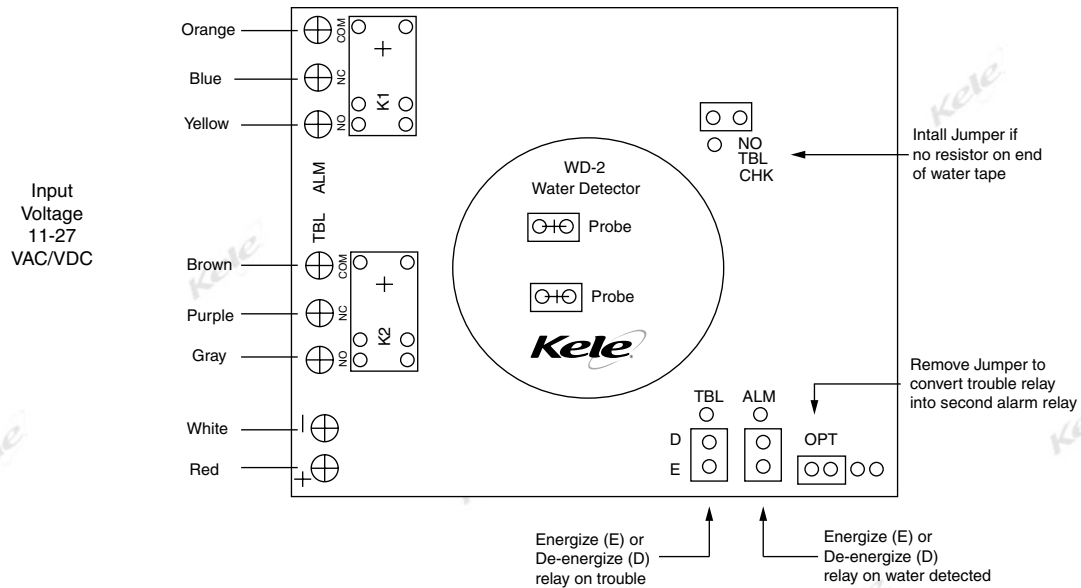 Orange
Blue
Yellow
COM
NC
NO
K1
ALM
TBL
Input
Voltage
11-27
VAC/VDC
Brown
Purple
Gray
COM
NC
NO
K2
White
Red
–
+
WD-2
Water Detector
Probe
Probe
Kele
NO
TBL
CHK
Intall Jumper if
no resistor on end
of water tape
Remove Jumper to
convert trouble relay
into second alarm relay
TBL
ALM
D
E
OPT
Energize (E) or
De-energize (D)
relay on trouble
Energize (E) or
De-energize (D)
relay on water detected
Kele
Kele
Kele